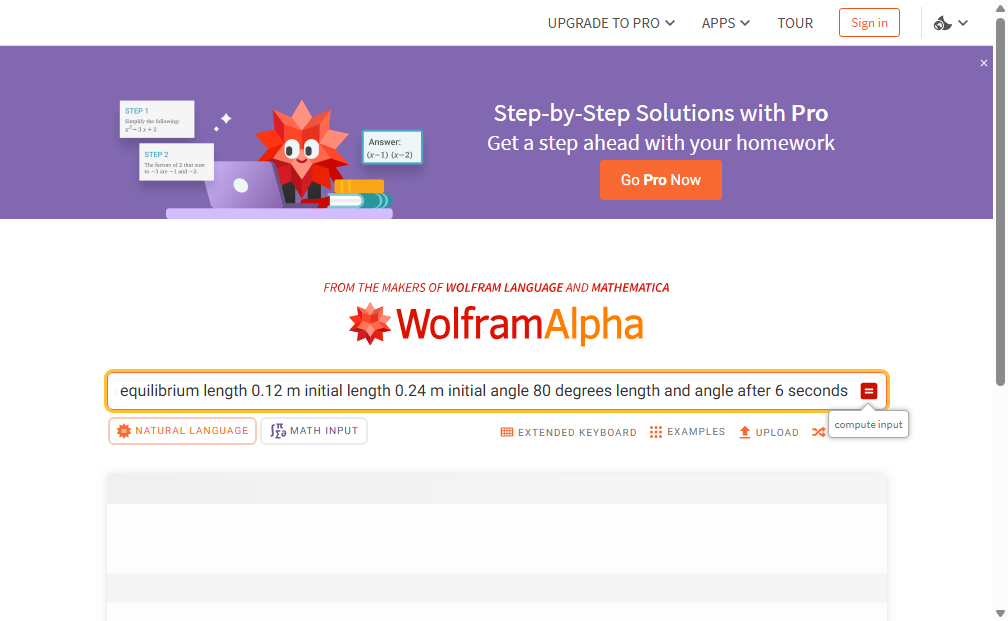 UPGRADE TO PRO APPS TOUR Sign in
×
STEP 1
Simplify the following:
x² − 3 x + 2
STEP 2
The factors of 2 that sum
to −3 are −1 and −2.
Answer:
(x−1) (x−2)
Step-by-Step Solutions with Pro
Get a step ahead with your homework
Go Pro Now
FROM THE MAKERS OF WOLFRAM LANGUAGE AND MATHEMATICA
WolframAlpha
equilibrium length 0.12 m initial length 0.24 m initial angle 80 degrees length and angle after 6 seconds
NATURAL LANGUAGE MATH INPUT EXTENDED KEYBOARD EXAMPLES UPLOAD
compute input